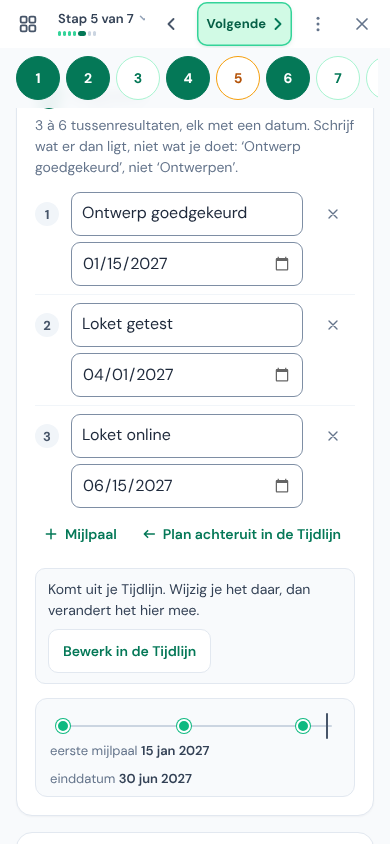 Stap 5 van 7
Volgende
1 2 3 4 5 6 7
3 à 6 tussenresultaten, elk met een datum. Schrijf
wat er dan ligt, niet wat je doet: ‘Ontwerp
goedgekeurd’, niet ‘Ontwerpen’.
1
Ontwerp goedgekeurd
01/15/2027
2
Loket getest
04/01/2027
3
Loket online
06/15/2027
Mijlpaal
Plan achteruit in de Tijdlijn
Komt uit je Tijdlijn. Wijzig je het daar, dan
verandert het hier mee.
Bewerk in de Tijdlijn
eerste mijlpaal 15 jan 2027
einddatum 30 jun 2027